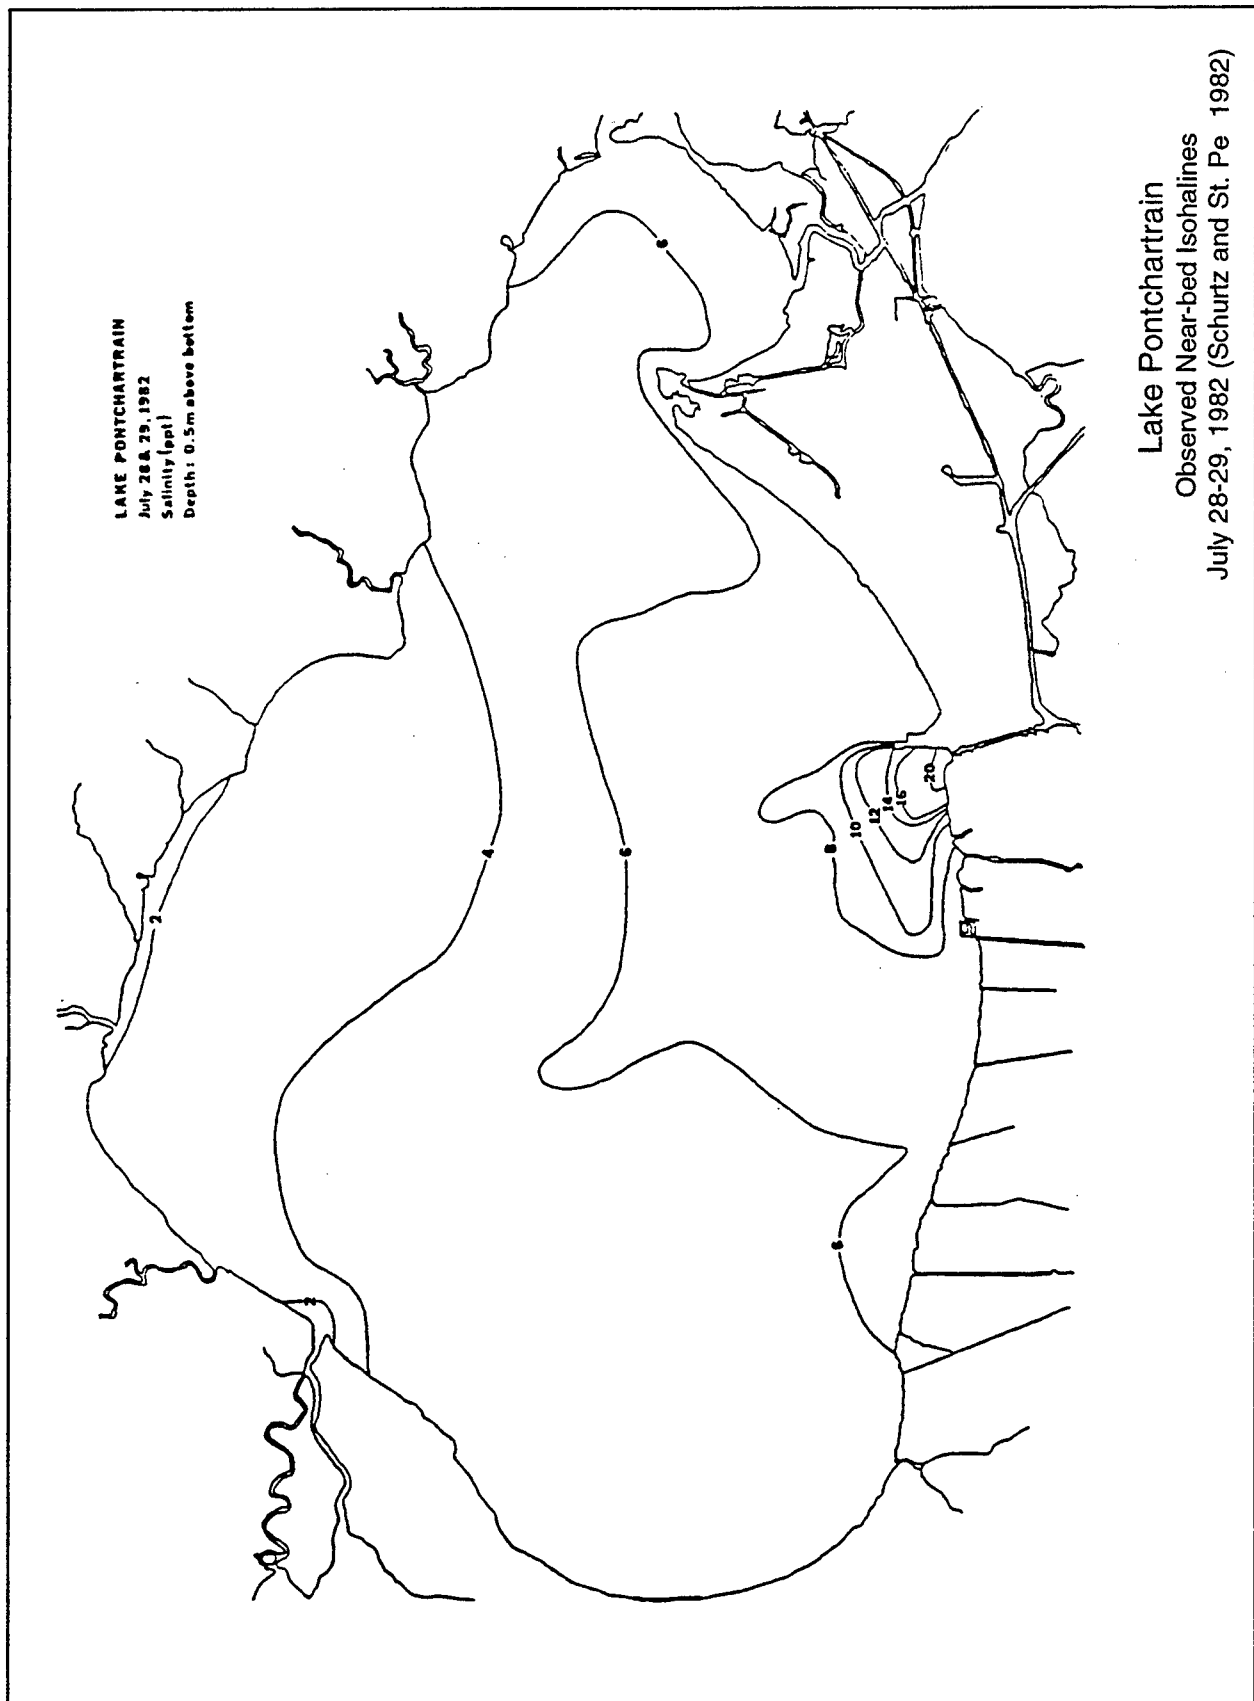 LAKE PONTCHARTRAIN
July 28 & 29, 1982
Salinity (ppt)
Depth: 0.5m above bottom
2
2
4
6
6
6
8
10
12
14
16
20
Lake Pontchartrain
Observed Near-bed Isohalines
July 28-29, 1982 (Schurtz and St. Pe 1982)